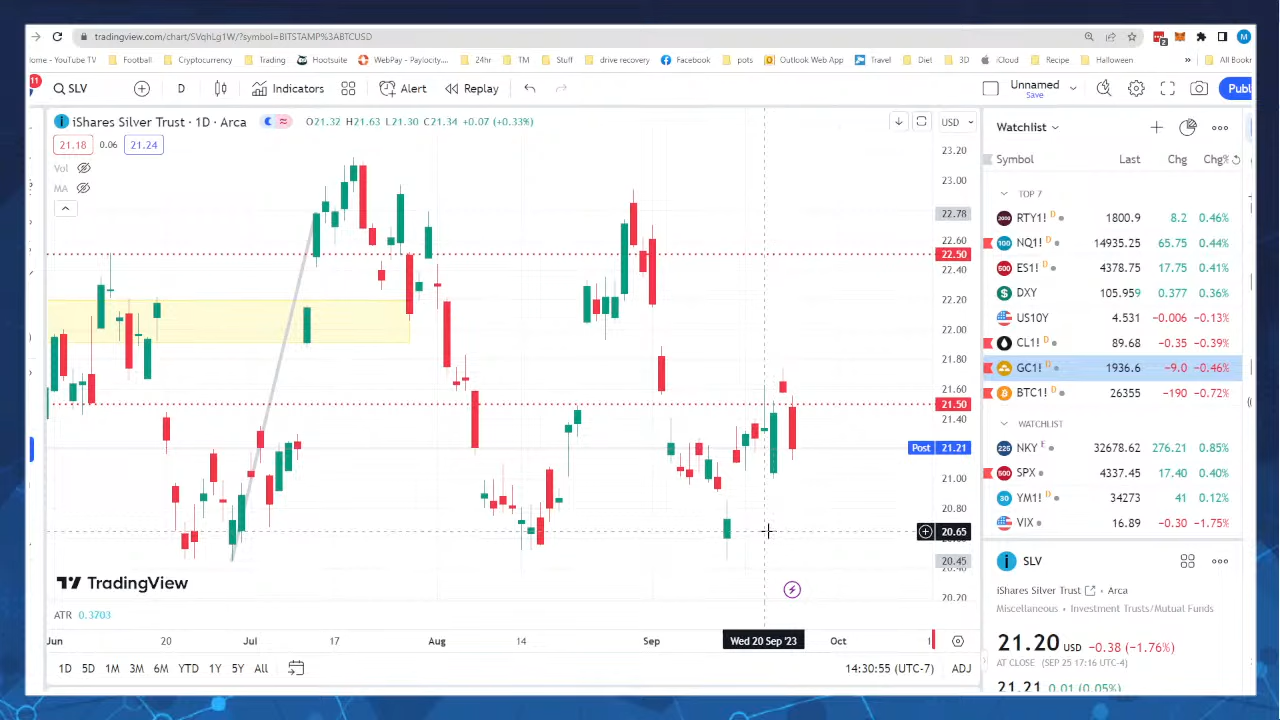 tradingview.com/chart/SVqhLg1W/?symbol=BITSTAMP%3ABTCUSD
M
ome - YouTube TV Football Cryptocurrency Trading Hootsuite WebPay - Paylocity,... 24hr TM Stuff drive recovery Facebook pots Outlook Web App Travel Diet 3D iCloud Recipe Halloween » All Bookr
11 SLV D Indicators Alert Replay Unnamed Save Publ
iShares Silver Trust · 1D · Arca O21.32 H21.63 L21.30 C21.34 +0.07 (+0.33%) USD
21.18 0.06 21.24
Vol
MA
23.20
23.00
22.78
22.60
22.50
22.40
22.20
22.00
21.80
21.60
21.50
21.40
Post 21.21
21.00
20.80
20.65
20.45
20.20
TradingView
ATR 0.3703
Jun 20 Jul 17 Aug 14 Sep Wed 20 Sep '23 Oct
1D 5D 1M 3M 6M YTD 1Y 5Y All 14:30:55 (UTC-7) ADJ
Watchlist
Symbol Last Chg Chg%
TOP 7
RTY1! D 1800.9 8.2 0.46%
NQ1! D 14935.25 65.75 0.44%
ES1! D 4378.75 17.75 0.41%
DXY 105.959 0.377 0.36%
US10Y 4.531 −0.006 −0.13%
CL1! D 89.68 −0.35 −0.39%
GC1! D 1936.6 −9.0 −0.46%
BTC1! D 26355 −190 −0.72%
WATCHLIST
NKY E 32678.62 276.21 0.85%
SPX 4337.45 17.40 0.40%
YM1! D 34273 41 0.12%
VIX 16.89 −0.30 −1.75%
SLV
iShares Silver Trust · Arca
Miscellaneous · Investment Trusts/Mutual Funds
21.20 USD −0.38 (−1.76%)
AT CLOSE (SEP 25 17:16 UTC-4)
21.21 0.01 (0.05%)